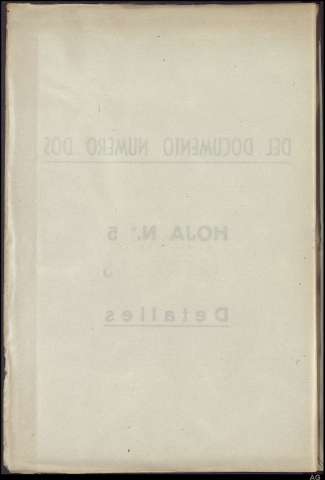 DEL DOCUMENTO NUMERO DOS
HOJA N.º 5
Detalles
AG